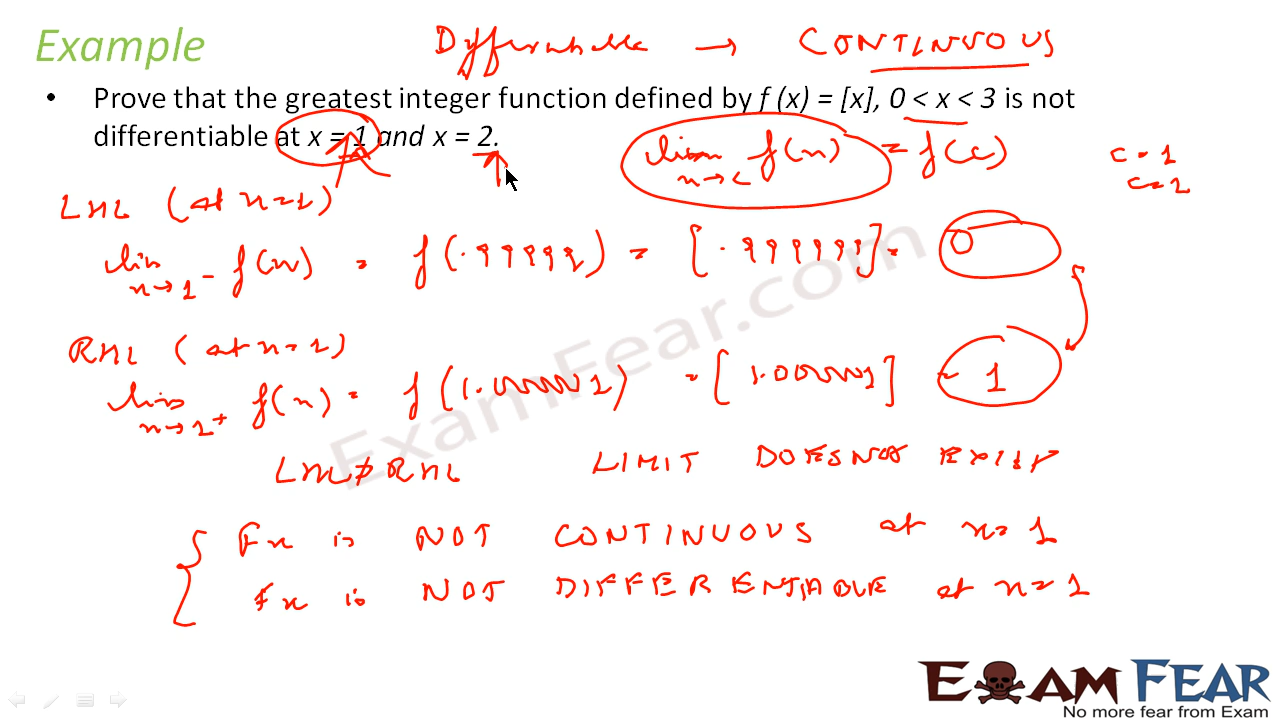 Example
Differentiable → CONTINUOUS
• Prove that the greatest integer function defined by f (x) = [x], 0 < x < 3 is not
differentiable at x = 1 and x = 2.
lim x→c f(x) = f(c)
c = 1
c = 2
LHL (at x=1)
lim x→1- f(x) = f(.99999) = [.999999] = 0
RHL (at x=1)
lim x→1+ f(x) = f(1.000001) = [1.000001] = 1
LHL ≠ RHL LIMIT DOES NOT EXIST
Fx is NOT CONTINUOUS at x=1
Fx is NOT DIFFERENTIABLE at x=1
ExamFear.com
EXAM FEAR
No more fear from Exam